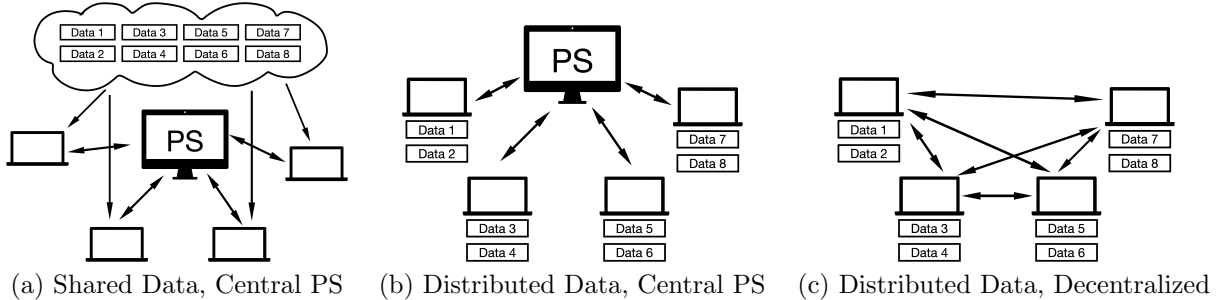 Data 1 Data 3 Data 5 Data 7
Data 2 Data 4 Data 6 Data 8
PS
(a) Shared Data, Central PS
PS
Data 1
Data 2
Data 7
Data 8
Data 3
Data 4
Data 5
Data 6
(b) Distributed Data, Central PS
Data 1
Data 2
Data 7
Data 8
Data 3
Data 4
Data 5
Data 6
(c) Distributed Data, Decentralized